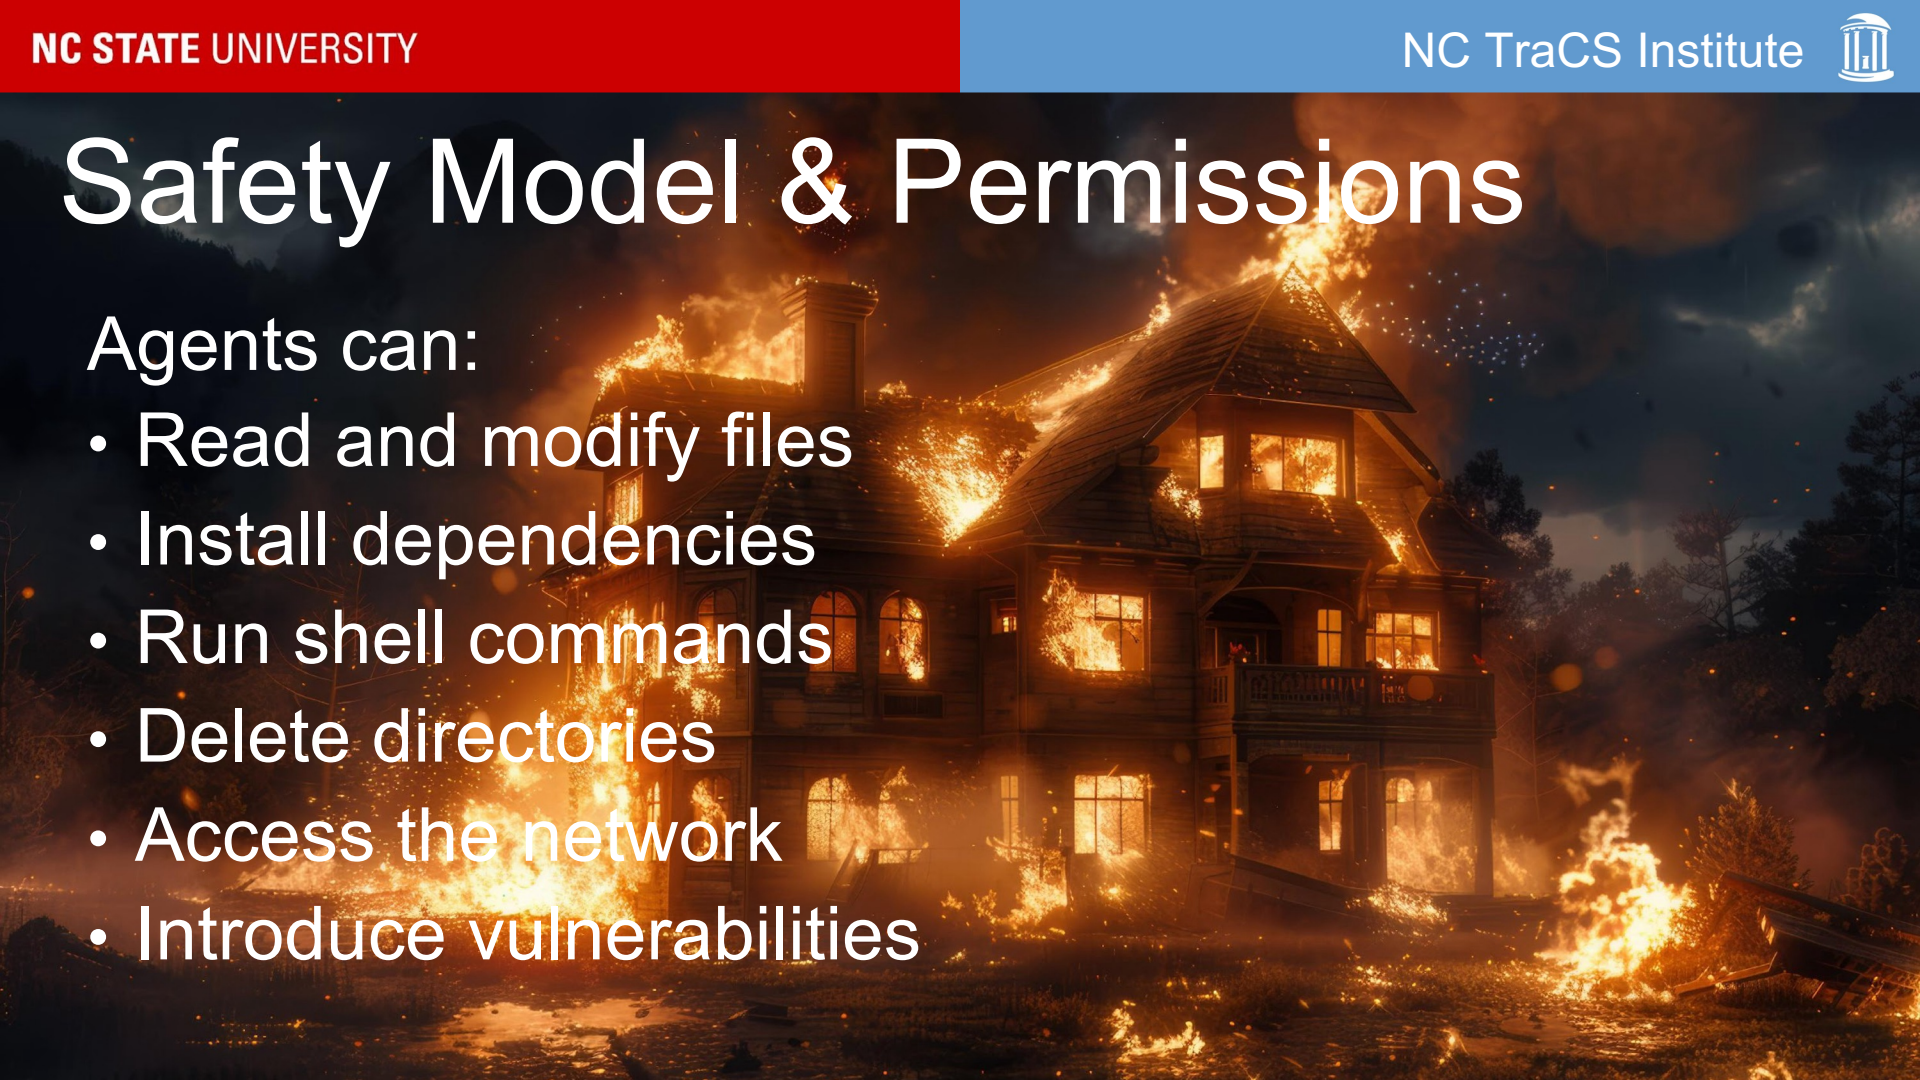 NC STATE UNIVERSITY
NC TraCS Institute
Safety Model & Permissions
Agents can:
• Read and modify files
• Install dependencies
• Run shell commands
• Delete directories
• Access the network
• Introduce vulnerabilities